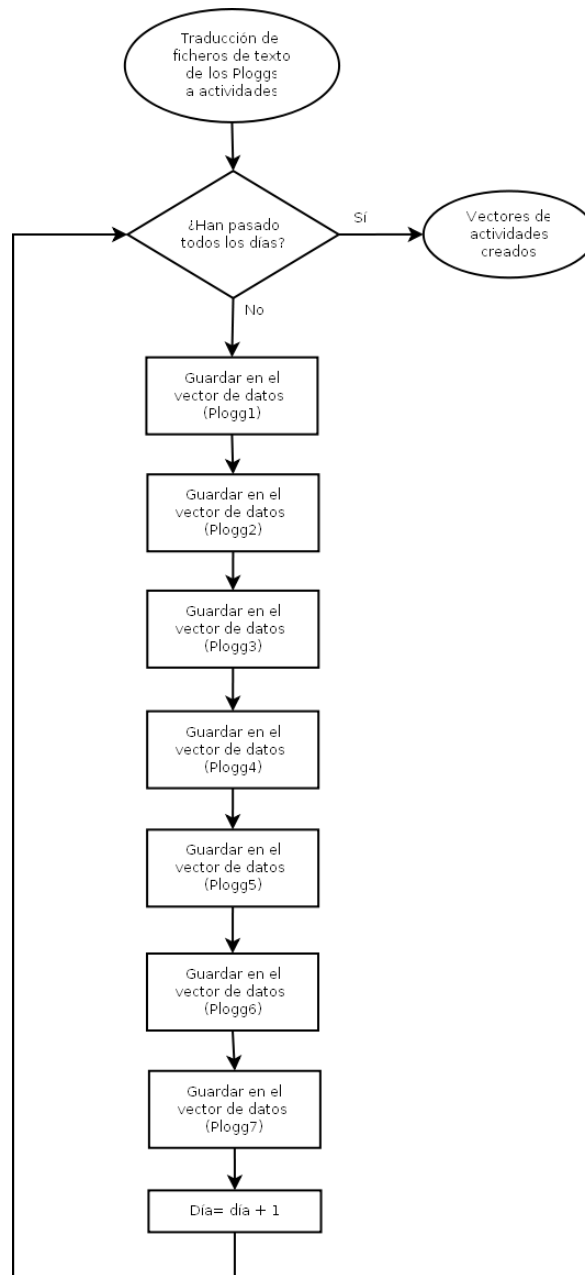 Traducción de
ficheros de texto
de los Ploggs
a actividades
¿Han pasado
todos los días?
Sí
Vectores de
actividades
creados
No
Guardar en el
vector de datos
(Plogg1)
Guardar en el
vector de datos
(Plogg2)
Guardar en el
vector de datos
(Plogg3)
Guardar en el
vector de datos
(Plogg4)
Guardar en el
vector de datos
(Plogg5)
Guardar en el
vector de datos
(Plogg6)
Guardar en el
vector de datos
(Plogg7)
Día= día + 1